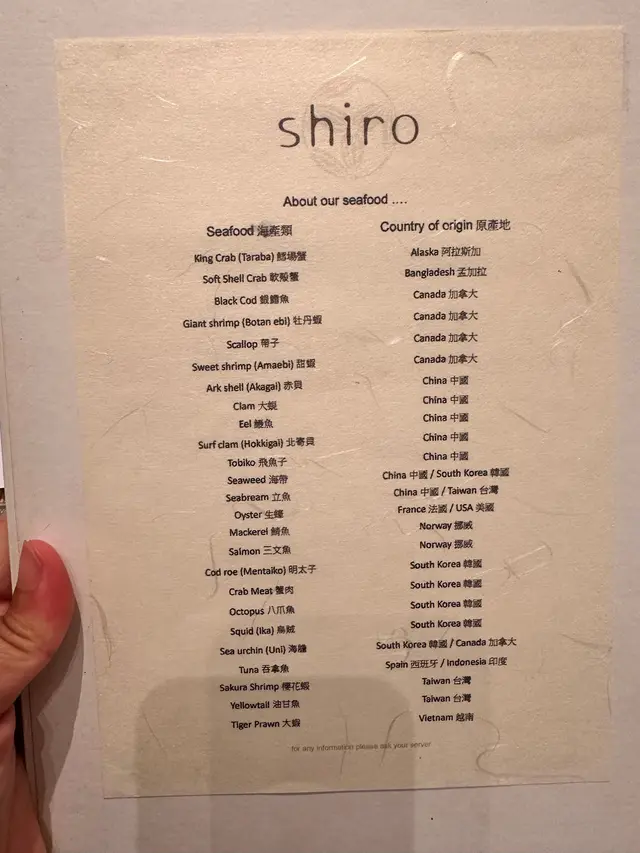 shiro
About our seafood ....
Seafood 海產類 Country of origin 原產地
King Crab (Taraba) 鱈場蟹 Alaska 阿拉斯加
Soft Shell Crab 軟殼蟹 Bangladesh 孟加拉
Black Cod 銀鱈魚 Canada 加拿大
Giant shrimp (Botan ebi) 牡丹蝦 Canada 加拿大
Scallop 帶子 Canada 加拿大
Sweet shrimp (Amaebi) 甜蝦 Canada 加拿大
Ark shell (Akagai) 赤貝 China 中國
Clam 大蜆 China 中國
Eel 鰻魚 China 中國
Surf clam (Hokkigai) 北寄貝 China 中國
Tobiko 飛魚子 China 中國
Seaweed 海帶 China 中國 / South Korea 韓國
Seabream 立魚 China 中國 / Taiwan 台灣
Oyster 生蠔 France 法國 / USA 美國
Mackerel 鯖魚 Norway 挪威
Salmon 三文魚 Norway 挪威
Cod roe (Mentaiko) 明太子 South Korea 韓國
Crab Meat 蟹肉 South Korea 韓國
Octopus 八爪魚 South Korea 韓國
Squid (Ika) 烏賊 South Korea 韓國
Sea urchin (Uni) 海膽 South Korea 韓國 / Canada 加拿大
Tuna 吞拿魚 Spain 西班牙 / Indonesia 印度
Sakura Shrimp 櫻花蝦 Taiwan 台灣
Yellowtail 油甘魚 Taiwan 台灣
Tiger Prawn 大蝦 Vietnam 越南
for any information please ask your server